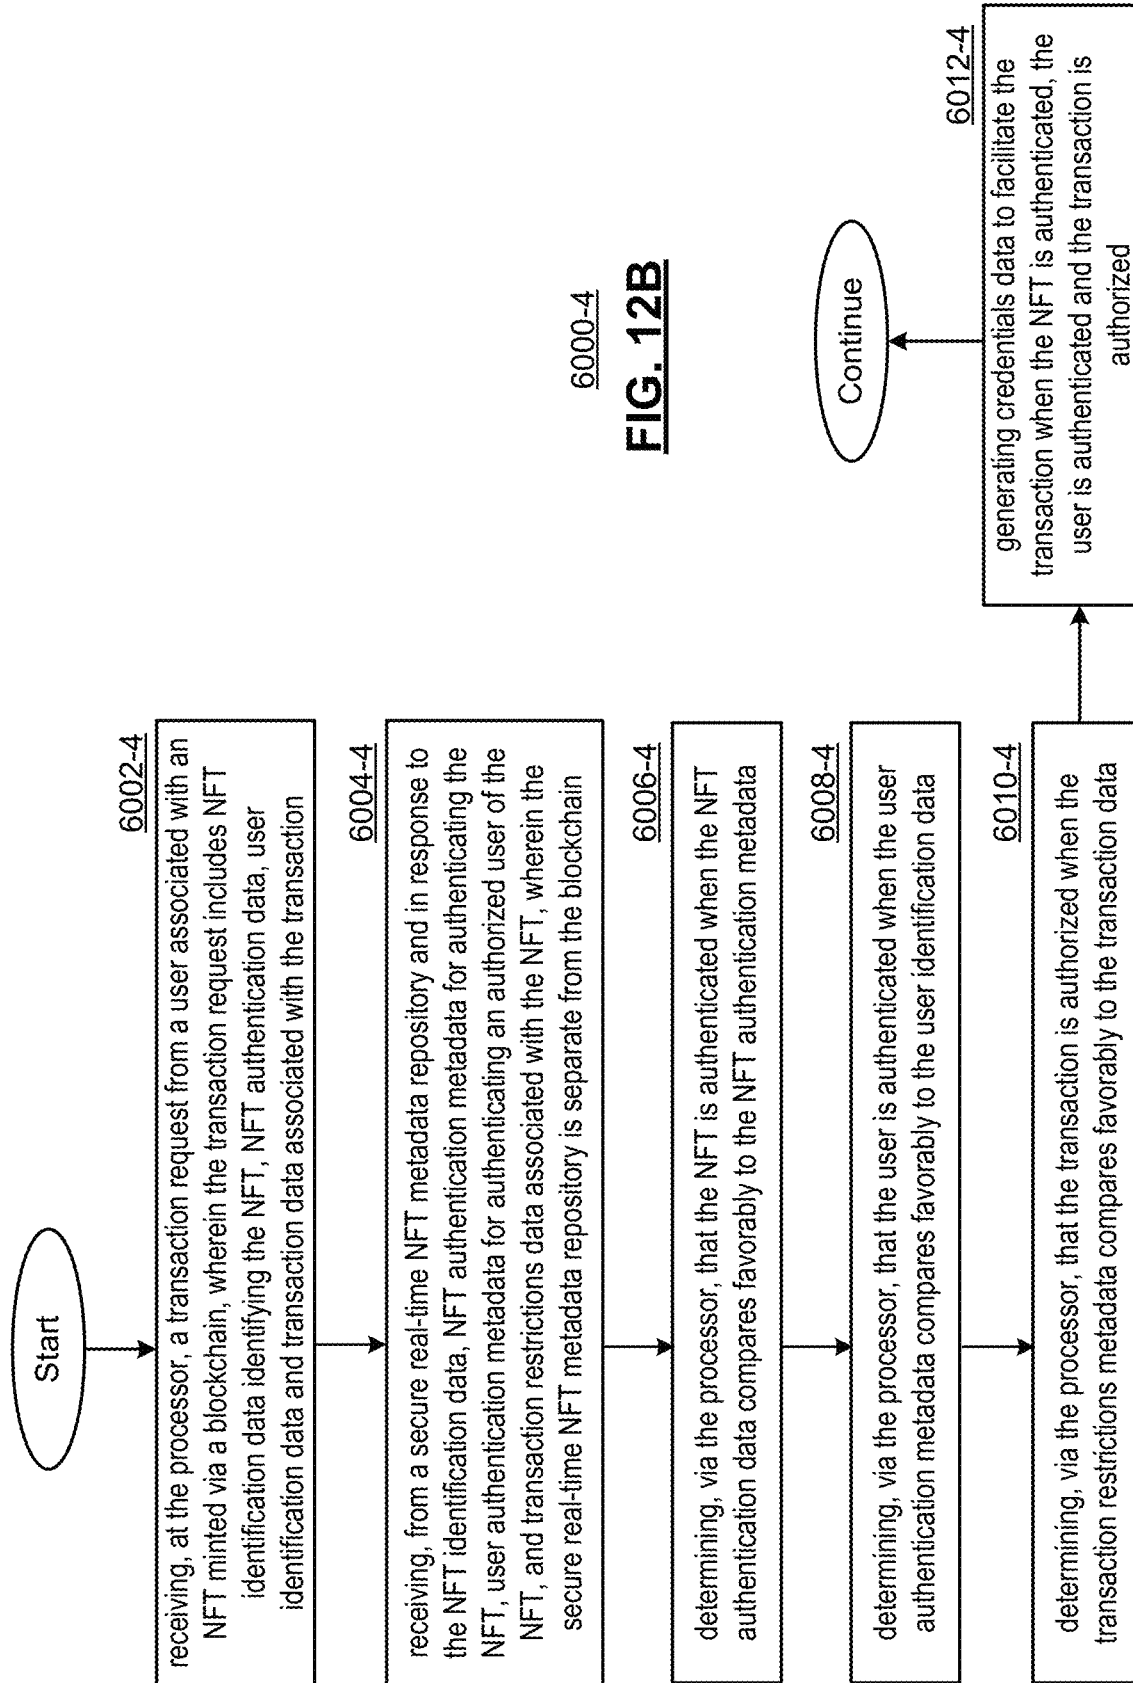 Start
6002-4
receiving, at the processor, a transaction request from a user associated with an
NFT minted via a blockchain, wherein the transaction request includes NFT
identification data identifying the NFT, NFT authentication data, user
identification data and transaction data associated with the transaction
6004-4
receiving, from a secure real-time NFT metadata repository and in response to
the NFT identification data, NFT authentication metadata for authenticating the
NFT, user authentication metadata for authenticating an authorized user of the
NFT, and transaction restrictions data associated with the NFT, wherein the
secure real-time NFT metadata repository is separate from the blockchain
6006-4
determining, via the processor, that the NFT is authenticated when the NFT
authentication data compares favorably to the NFT authentication metadata
6008-4
determining, via the processor, that the user is authenticated when the user
authentication metadata compares favorably to the user identification data
6010-4
determining, via the processor, that the transaction is authorized when the
transaction restrictions metadata compares favorably to the transaction data
6012-4
generating credentials data to facilitate the
transaction when the NFT is authenticated, the
user is authenticated and the transaction is
authorized
Continue
6000-4
FIG. 12B